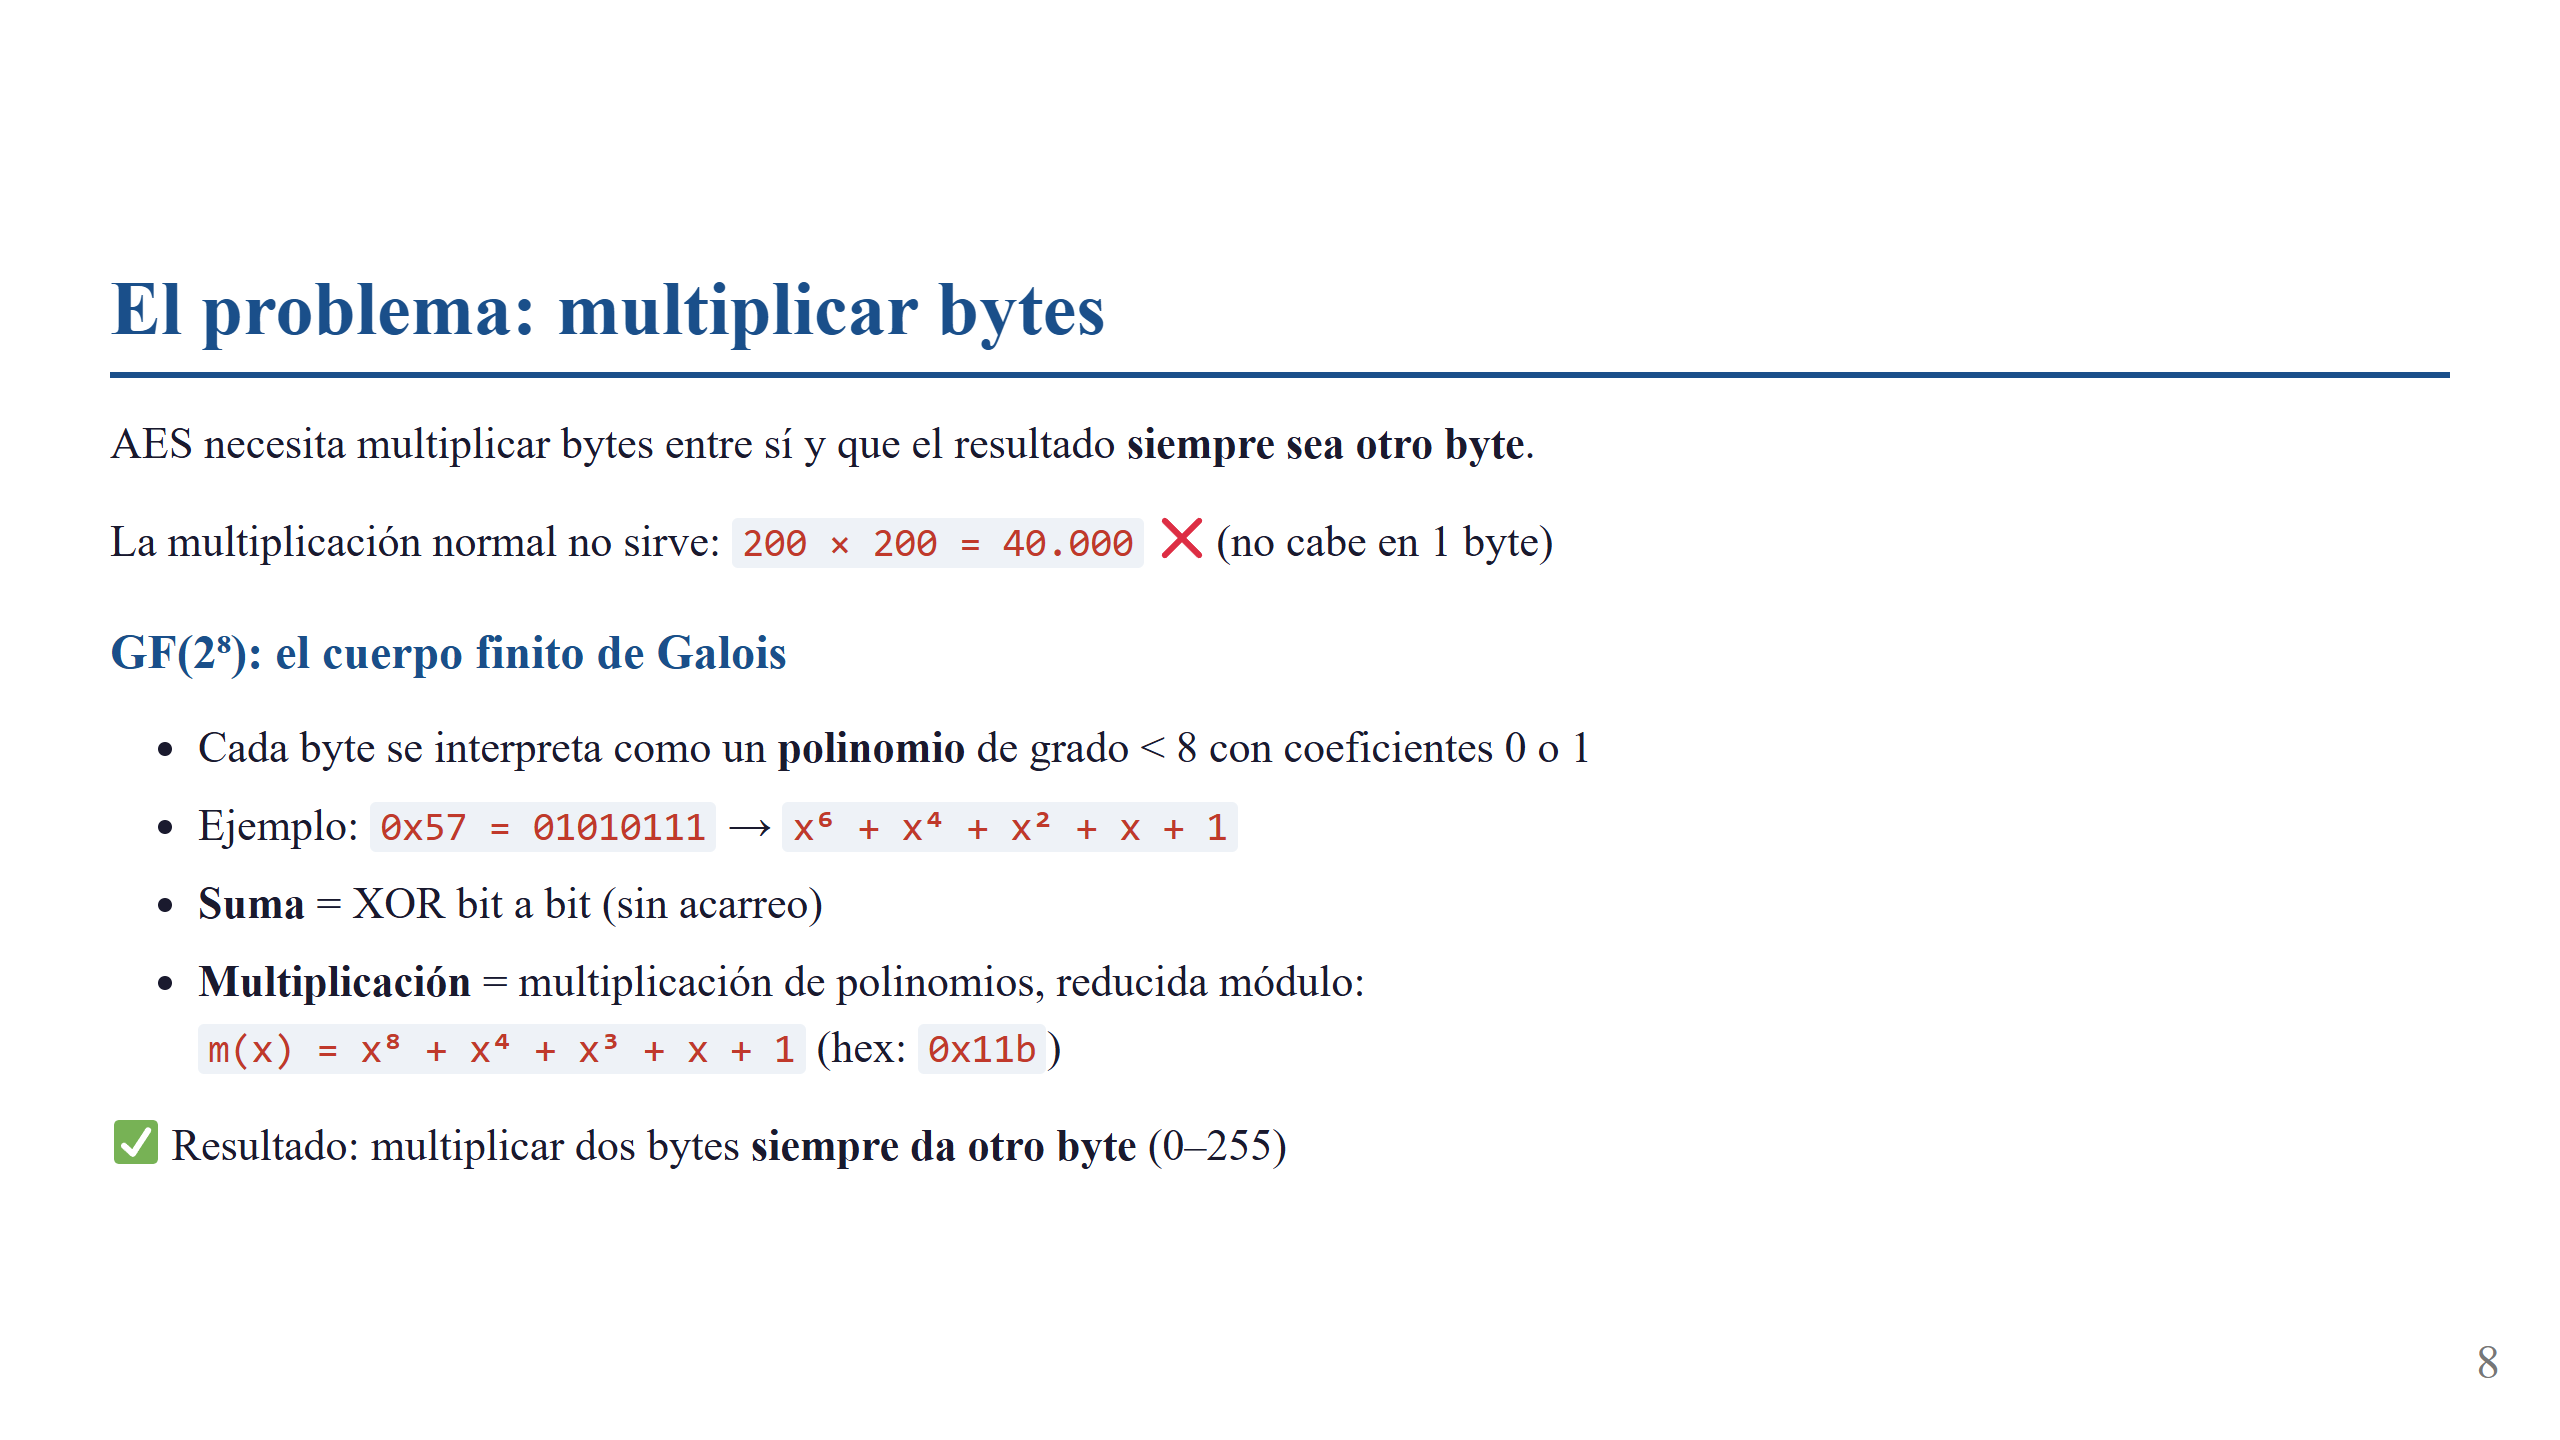 El problema: multiplicar bytes
AES necesita multiplicar bytes entre sí y que el resultado siempre sea otro byte.
La multiplicación normal no sirve: 200 × 200 = 40.000 ❌ (no cabe en 1 byte)
GF(2⁸): el cuerpo finito de Galois
• Cada byte se interpreta como un polinomio de grado < 8 con coeficientes 0 o 1
• Ejemplo: 0x57 = 01010111 → x⁶ + x⁴ + x² + x + 1
• Suma = XOR bit a bit (sin acarreo)
• Multiplicación = multiplicación de polinomios, reducida módulo:
m(x) = x⁸ + x⁴ + x³ + x + 1 (hex: 0x11b)
✅ Resultado: multiplicar dos bytes siempre da otro byte (0–255)
8